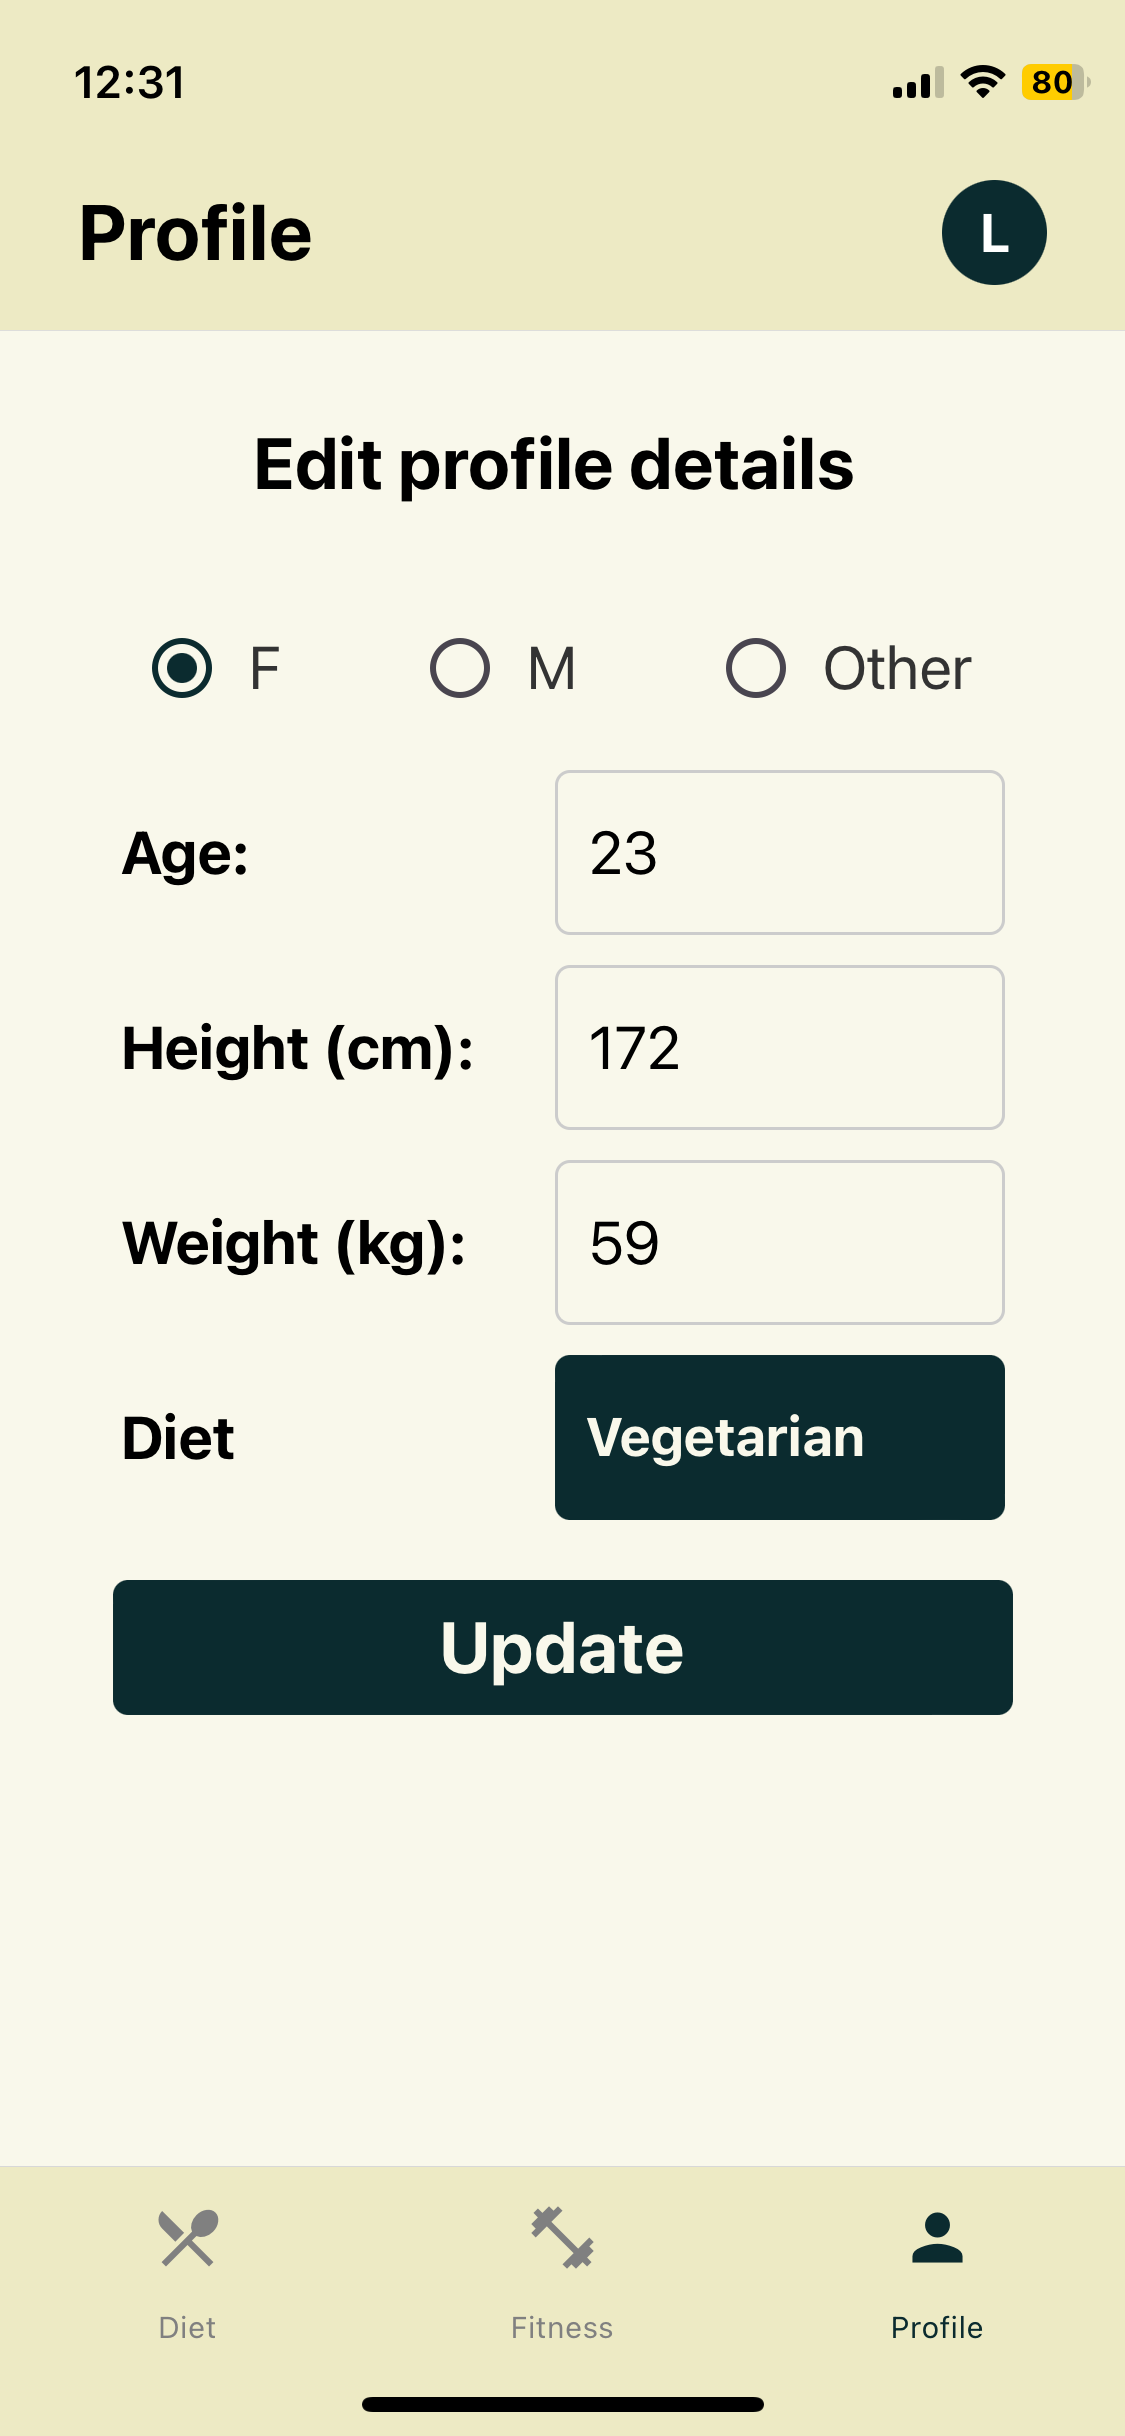 12:31 80
Profile L
Edit profile details
F M Other
Age: 23
Height (cm): 172
Weight (kg): 59
Diet Vegetarian
Update
Diet Fitness Profile